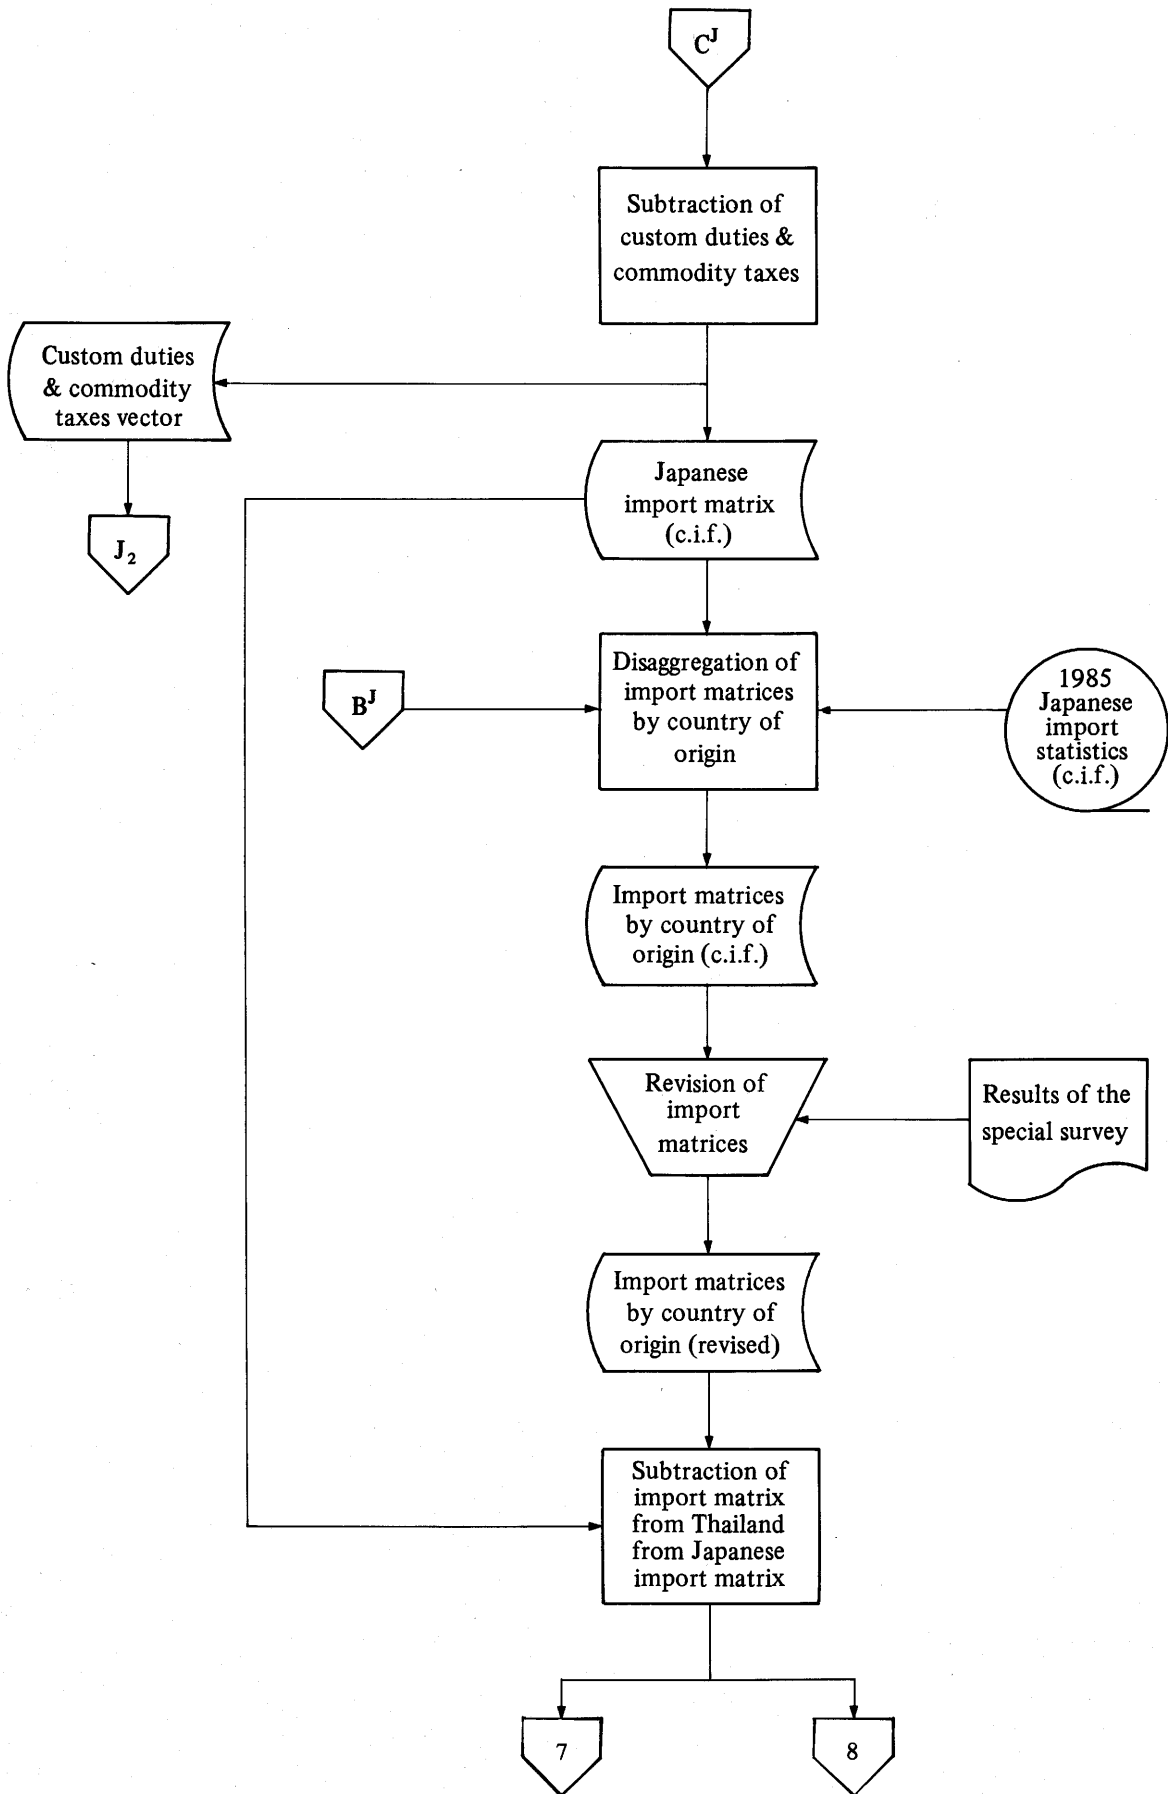 C^J
Subtraction of
custom duties &
commodity taxes
Custom duties
& commodity
taxes vector
J₂
Japanese
import matrix
(c.i.f.)
Disaggregation of
import matrices
by country of
origin
B^J
1985
Japanese
import
statistics
(c.i.f.)
Import matrices
by country of
origin (c.i.f.)
Revision of
import
matrices
Results of the
special survey
Import matrices
by country of
origin (revised)
Subtraction of
import matrix
from Thailand
from Japanese
import matrix
7
8